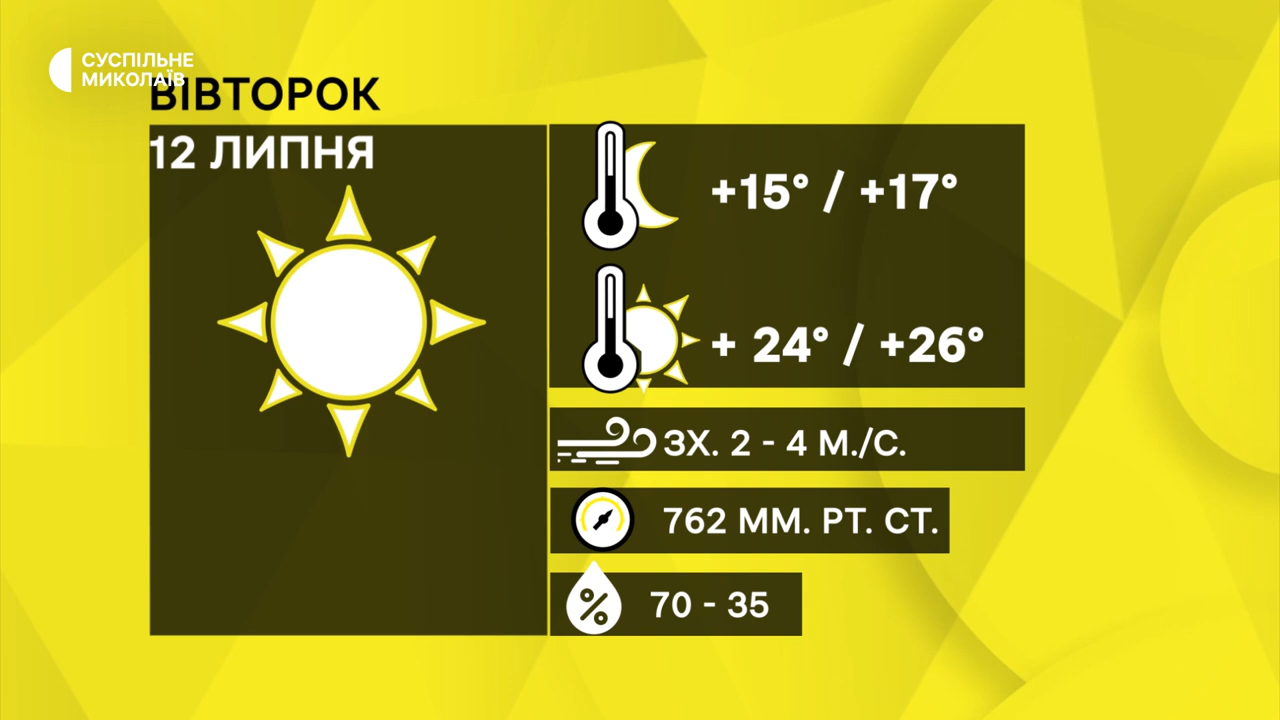 СУСПІЛЬНЕ
МИКОЛАЇВ
ВІВТОРОК
12 ЛИПНЯ
+15° / +17°
+ 24° / +26°
ЗХ. 2 - 4 М./С.
762 ММ. РТ. СТ.
% 70 - 35